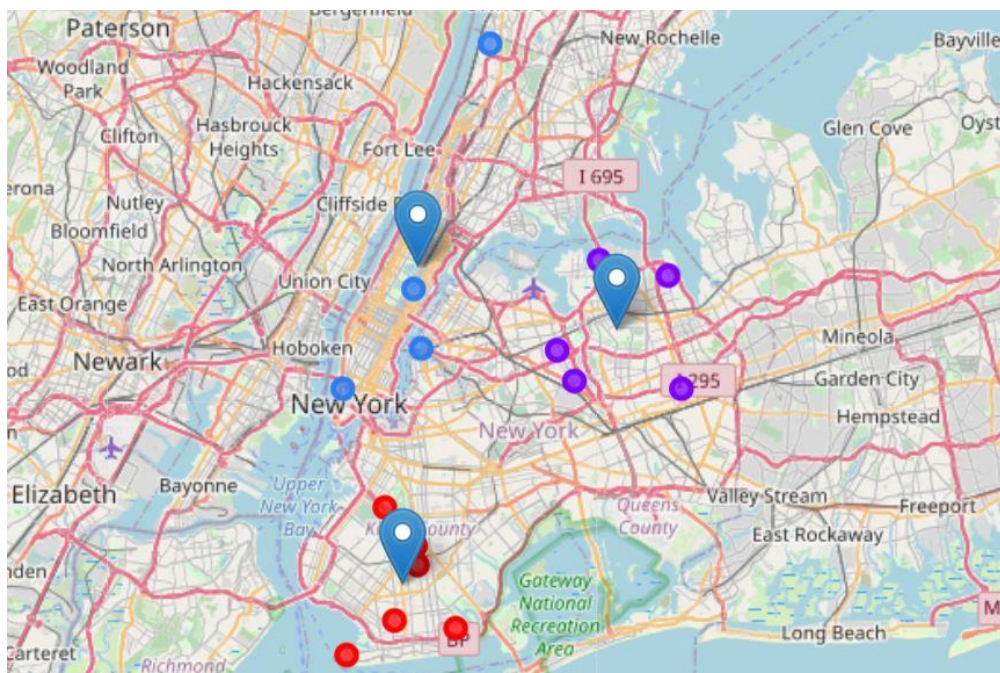 Paterson
Bergenfield
New Rochelle
Bayville
Woodland
Park
Hackensack
Clifton
Hasbrouck
Heights
Fort Lee
Glen Cove
Oyst
I 695
Nutley
Cliffside P
Bloomfield
North Arlington
Union City
East Orange
Mineola
Newark
Hoboken
295
Garden City
New York
Hempstead
New York
Elizabeth
Bayonne
Upper
New York
Bay
Queens
County
Valley Stream
Freeport
East Rockaway
Gateway
National
Recreation
Area
BP
M
Long Beach
Carteret
Richmond